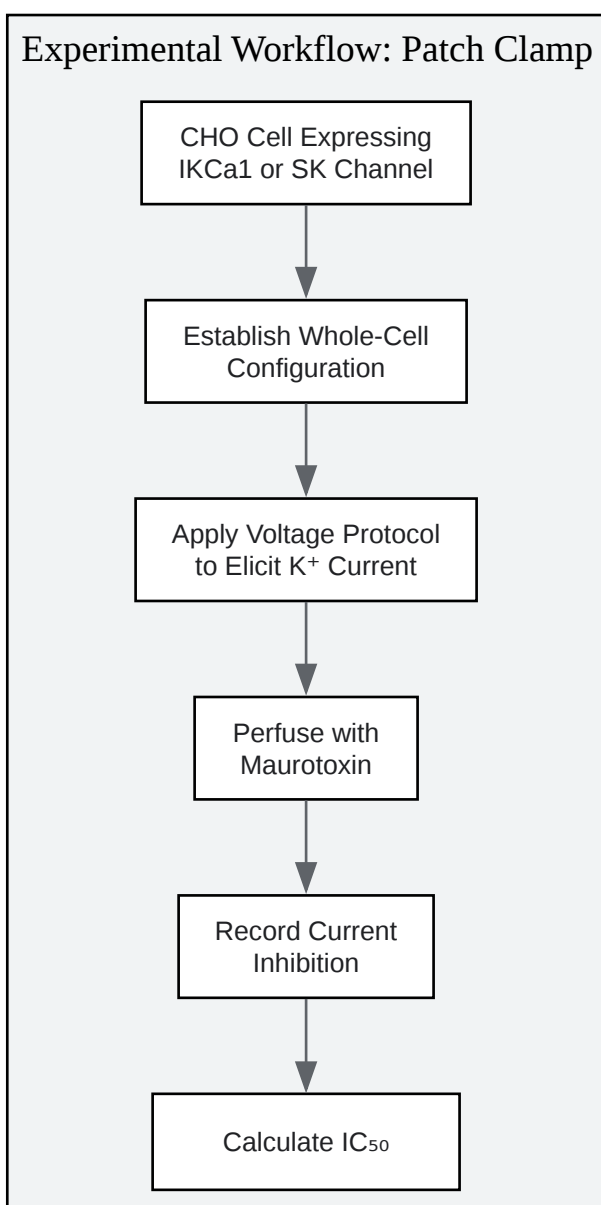 Experimental Workflow: Patch Clamp
CHO Cell Expressing
IKCa1 or SK Channel
Establish Whole-Cell
Configuration
Apply Voltage Protocol
to Elicit K⁺ Current
Perfuse with
Maurotoxin
Record Current
Inhibition
Calculate IC₅₀